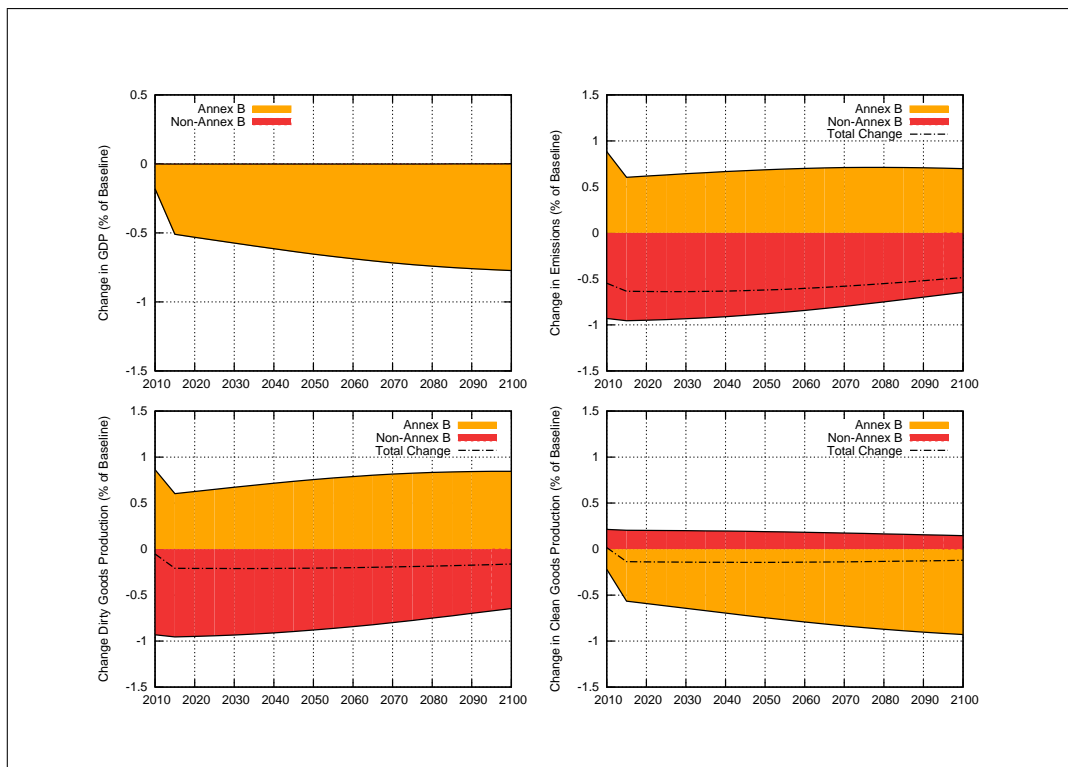 Change in GDP (% of Baseline)
0.5
0
-0.5
-1
-1.5
2010 2020 2030 2040 2050 2060 2070 2080 2090 2100
Annex B
Non-Annex B
Change in Emissions (% of Baseline)
1.5
1
0.5
0
-0.5
-1
-1.5
2010 2020 2030 2040 2050 2060 2070 2080 2090 2100
Annex B
Non-Annex B
Total Change
Change Dirty Goods Production (% of Baseline)
1.5
1
0.5
0
-0.5
-1
-1.5
2010 2020 2030 2040 2050 2060 2070 2080 2090 2100
Annex B
Non-Annex B
Total Change
Change in Clean Goods Production (% of Baseline)
1.5
1
0.5
0
-0.5
-1
-1.5
2010 2020 2030 2040 2050 2060 2070 2080 2090 2100
Annex B
Non-Annex B
Total Change